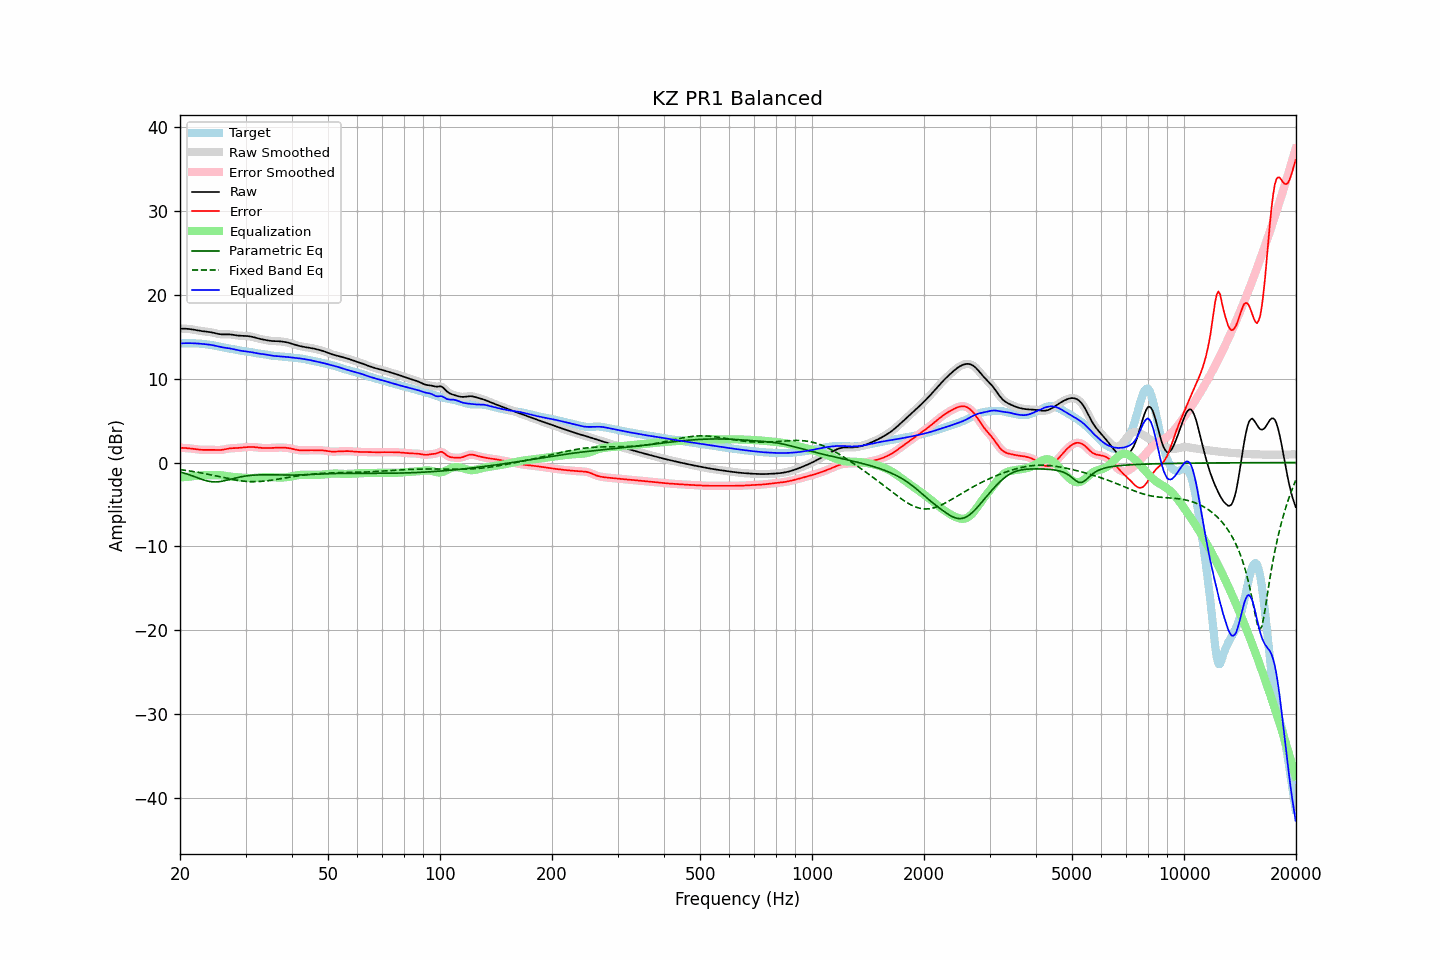 KZ PR1 Balanced
Target
Raw Smoothed
Error Smoothed
Raw
Error
Equalization
Parametric Eq
Fixed Band Eq
Equalized
40
30
20
10
0
−10
−20
−30
−40
Amplitude (dBr)
20 50 100 200 500 1000 2000 5000 10000 20000
Frequency (Hz)